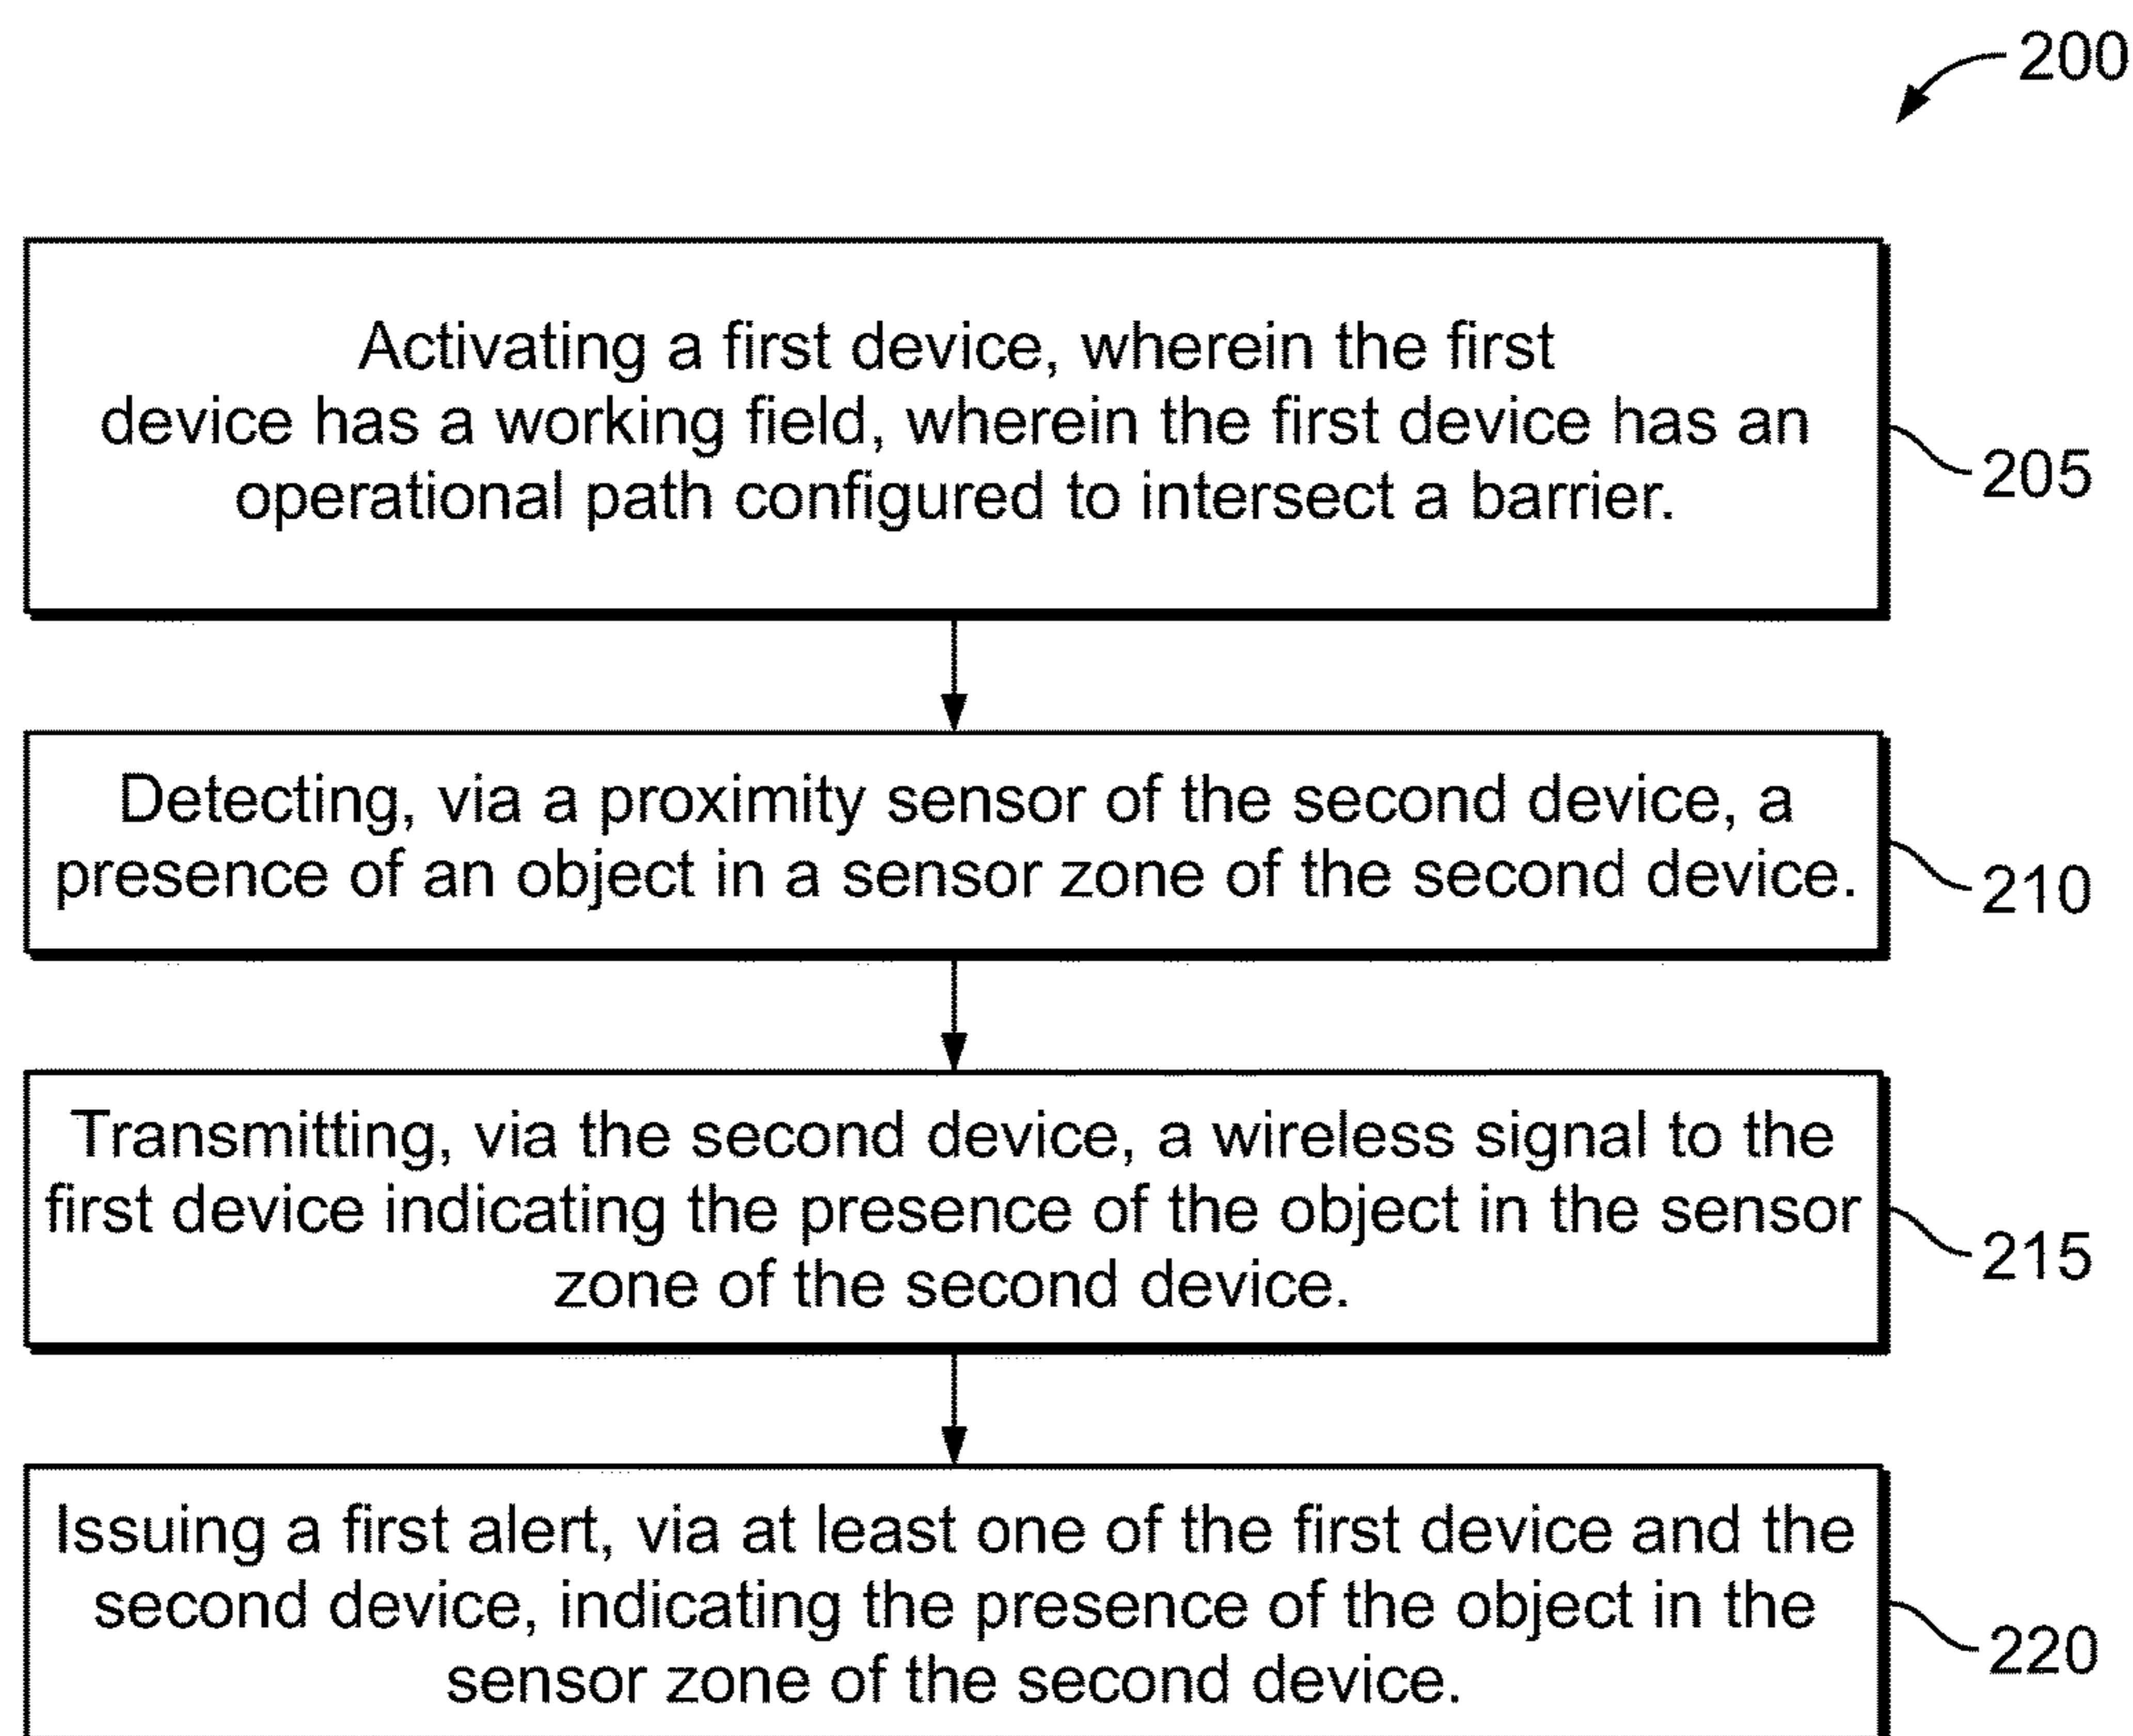 200
Activating a first device, wherein the first
device has a working field, wherein the first device has an
operational path configured to intersect a barrier.
205
Detecting, via a proximity sensor of the second device, a
presence of an object in a sensor zone of the second device.
210
Transmitting, via the second device, a wireless signal to the
first device indicating the presence of the object in the sensor
zone of the second device.
215
Issuing a first alert, via at least one of the first device and the
second device, indicating the presence of the object in the
sensor zone of the second device.
220